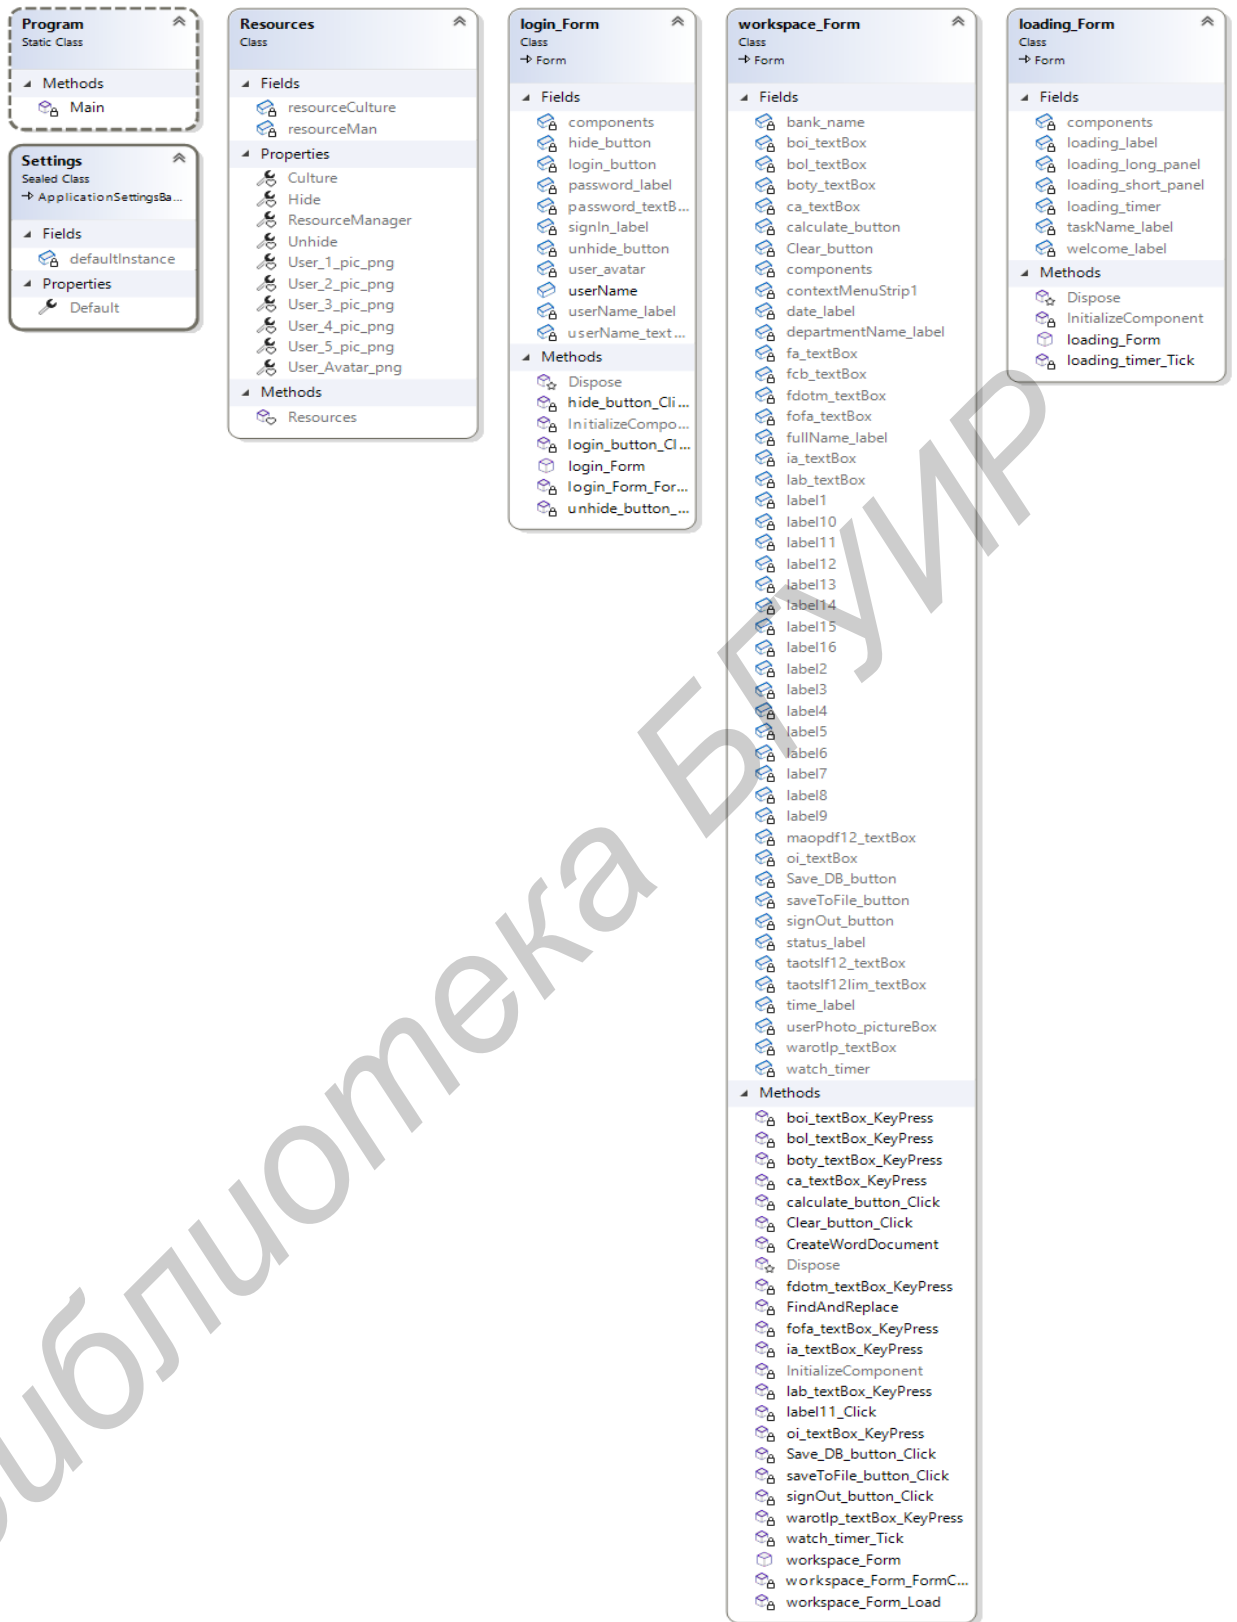 Program
Static Class
Methods
Main
Settings
Sealed Class
ApplicationSettingsBa...
Fields
defaultInstance
Properties
Default
Resources
Class
Fields
resourceCulture
resourceMan
Properties
Culture
Hide
ResourceManager
Unhide
User_1_pic_png
User_2_pic_png
User_3_pic_png
User_4_pic_png
User_5_pic_png
User_Avatar_png
Methods
Resources
login_Form
Class
Form
Fields
components
hide_button
login_button
password_label
password_textB...
signIn_label
unhide_button
user_avatar
userName
userName_label
userName_text...
Methods
Dispose
hide_button_Cli...
InitializeCompo...
login_button_Cl...
login_Form
login_Form_For...
unhide_button_...
workspace_Form
Class
Form
Fields
bank_name
boi_textBox
bol_textBox
boty_textBox
ca_textBox
calculate_button
Clear_button
components
contextMenuStrip1
date_label
departmentName_label
fa_textBox
fcb_textBox
fdotm_textBox
fofa_textBox
fullName_label
ia_textBox
lab_textBox
label1
label10
label11
label12
label13
label14
label15
label16
label2
label3
label4
label5
label6
label7
label8
label9
maopdf12_textBox
oi_textBox
Save_DB_button
saveToFile_button
signOut_button
status_label
taotslf12_textBox
taotslf12lim_textBox
time_label
userPhoto_pictureBox
warotlp_textBox
watch_timer
Methods
boi_textBox_KeyPress
bol_textBox_KeyPress
boty_textBox_KeyPress
ca_textBox_KeyPress
calculate_button_Click
Clear_button_Click
CreateWordDocument
Dispose
fdotm_textBox_KeyPress
FindAndReplace
fofa_textBox_KeyPress
ia_textBox_KeyPress
InitializeComponent
lab_textBox_KeyPress
label11_Click
oi_textBox_KeyPress
Save_DB_button_Click
saveToFile_button_Click
signOut_button_Click
warotlp_textBox_KeyPress
watch_timer_Tick
workspace_Form
workspace_Form_FormC...
workspace_Form_Load
loading_Form
Class
Form
Fields
components
loading_label
loading_long_panel
loading_short_panel
loading_timer
taskName_label
welcome_label
Methods
Dispose
InitializeComponent
loading_Form
loading_timer_Tick
библиотека БГУИР